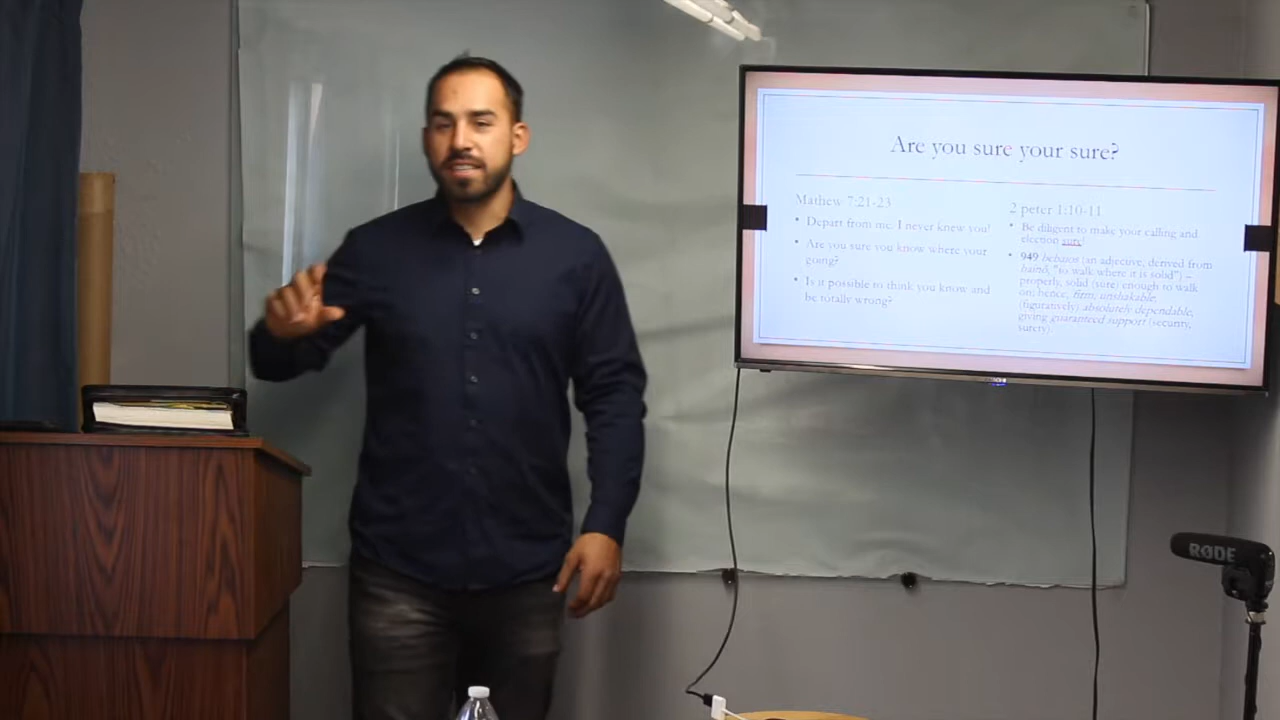 Are you sure your sure?
Mathew 7:21-23
• Depart from me. I never knew you!
• Are you sure you know where your
going?
• Is it possible to think you know and
be totally wrong?
2 peter 1:10-11
• Be diligent to make your calling and
election sure!
• 949 bebaios (an adjective, derived from
bainō, "to walk where it is solid") –
properly, solid (sure) enough to walk
on; hence, firm, unshakable,
(figuratively) absolutely dependable,
giving guaranteed support (security,
surety).
RØDE